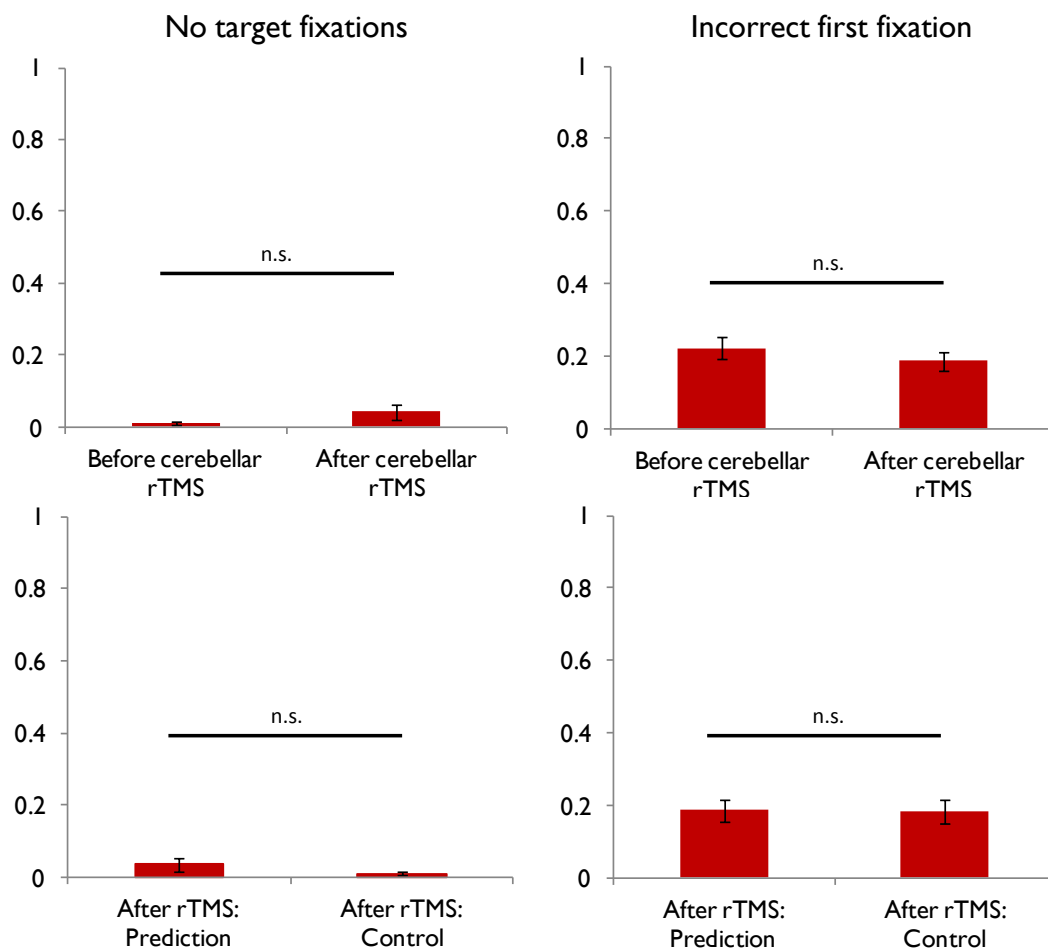 No target fixations
1
0.8
0.6
n.s.
0.4
0.2
0
Before cerebellar rTMS
After cerebellar rTMS
Incorrect first fixation
1
0.8
0.6
n.s.
0.4
0.2
0
Before cerebellar rTMS
After cerebellar rTMS
1
0.8
0.6
n.s.
0.4
0.2
0
After rTMS:
Prediction
After rTMS:
Control
1
0.8
0.6
n.s.
0.4
0.2
0
After rTMS:
Prediction
After rTMS:
Control